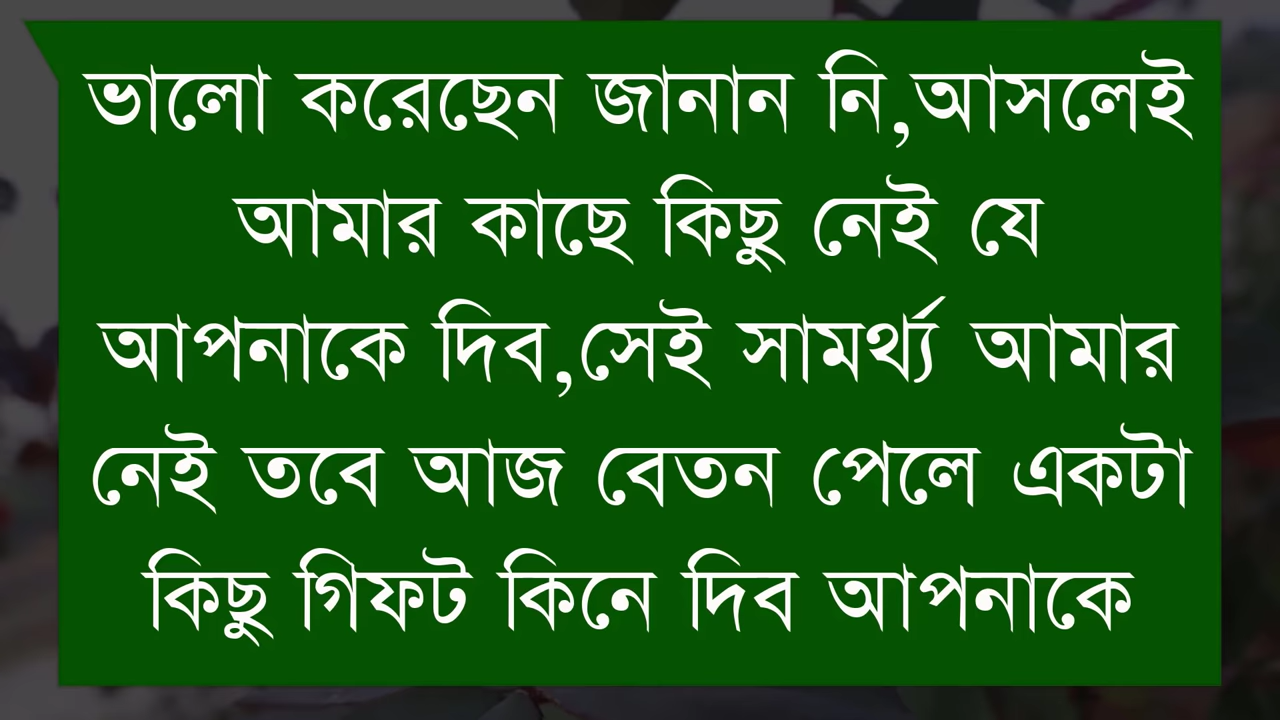 ভালো করেছেন জানান নি,আসলেই
আমার কাছে কিছু নেই যে
আপনাকে দিব,সেই সামর্থ্য আমার
নেই তবে আজ বেতন পেলে একটা
কিছু গিফট কিনে দিব আপনাকে